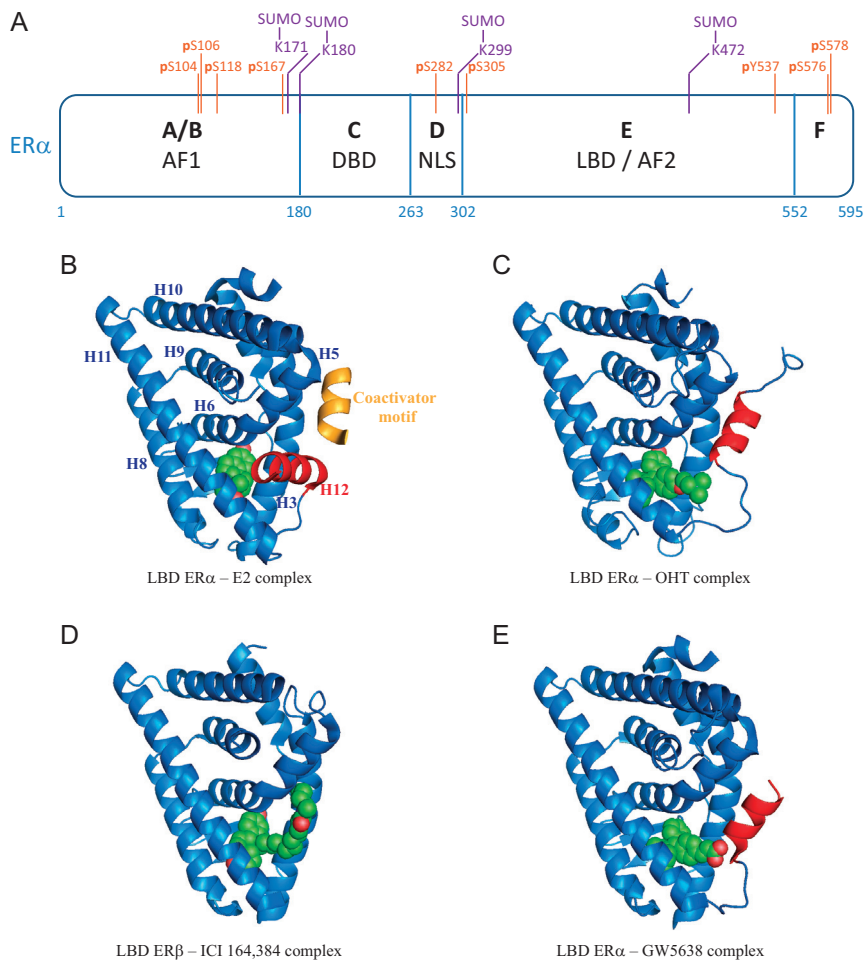 A
SUMO
SUMO
SUMO
SUMO
K171
K180
K299
K472
pS106
pS578
pS104
pS118
pS167
pS282
pS305
pY537
pS576
ERα
A/B
C
D
E
F
AF1
DBD
NLS
LBD / AF2
1
180
263
302
552
595
B
H10
H11
H9
H5
H6
Coactivator
motif
H8
H3
H12
LBD ERα – E2 complex
C
LBD ERα – OHT complex
D
LBD ERβ – ICI 164,384 complex
E
LBD ERα – GW5638 complex